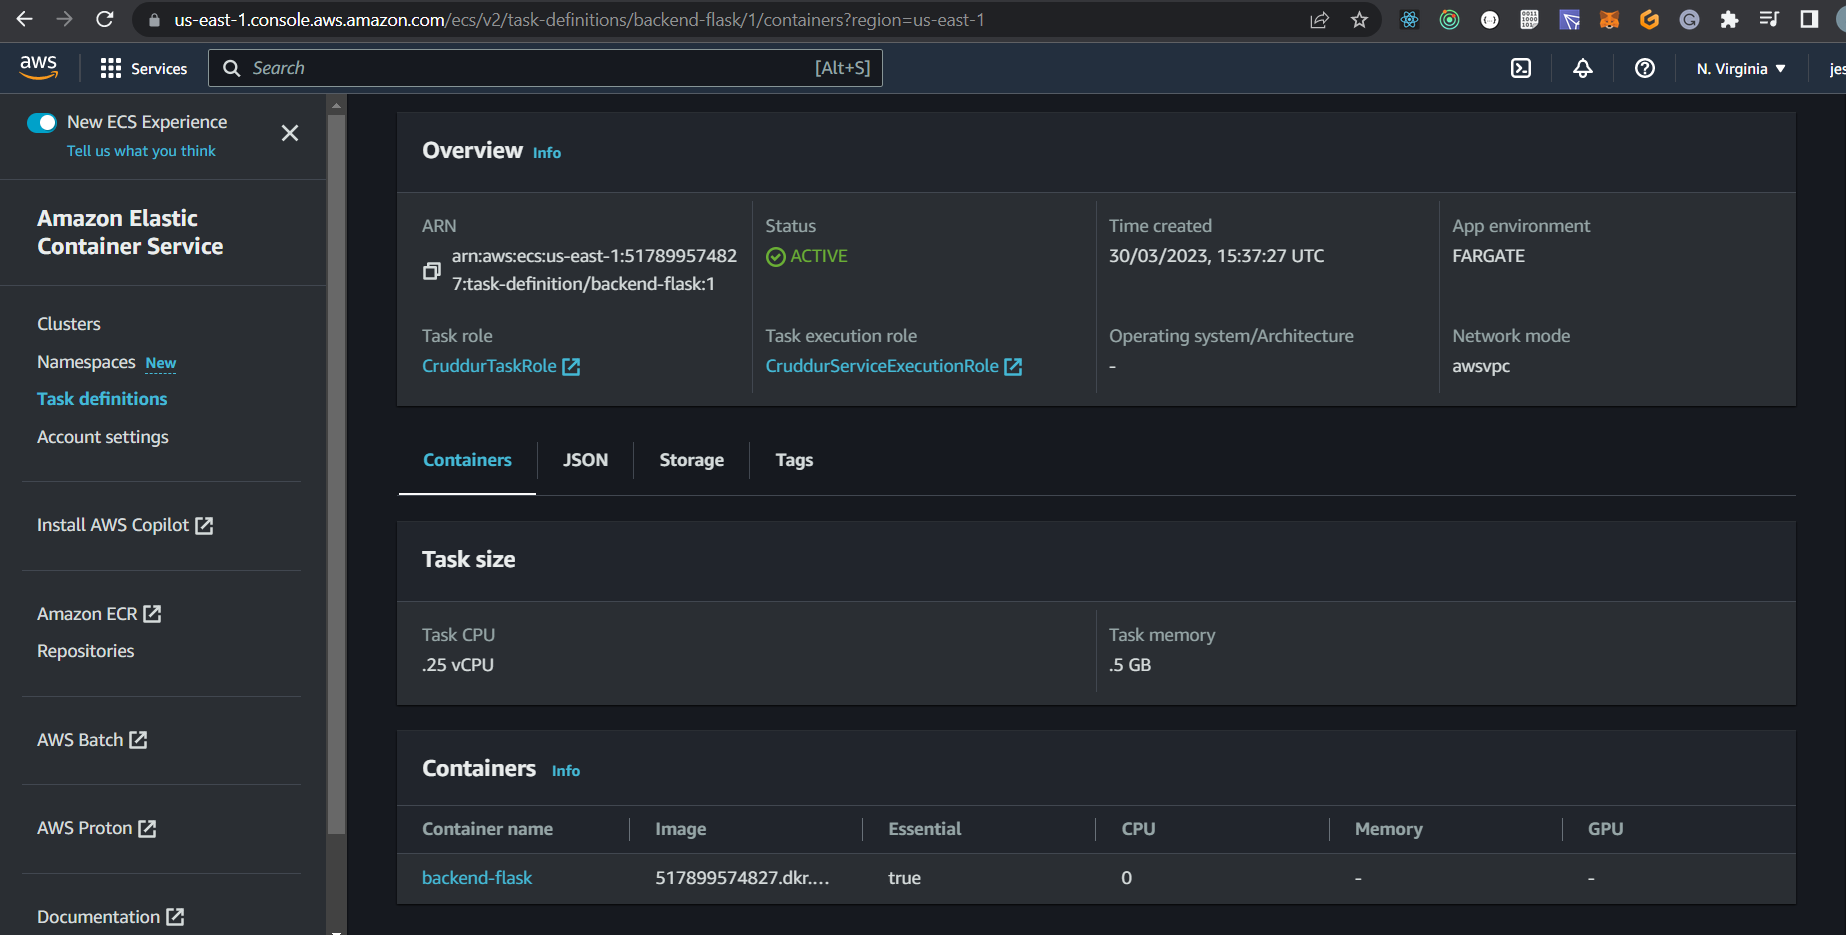 us-east-1.console.aws.amazon.com/ecs/v2/task-definitions/backend-flask/1/containers?region=us-east-1
aws
Services
Search
[Alt+S]
N. Virginia
jes
New ECS Experience
Tell us what you think
Amazon Elastic
Container Service
Clusters
Namespaces New
Task definitions
Account settings
Install AWS Copilot
Amazon ECR
Repositories
AWS Batch
AWS Proton
Documentation
Overview Info
ARN
arn:aws:ecs:us-east-1:51789957482
7:task-definition/backend-flask:1
Status
ACTIVE
Time created
30/03/2023, 15:37:27 UTC
App environment
FARGATE
Task role
CruddurTaskRole
Task execution role
CruddurServiceExecutionRole
Operating system/Architecture
-
Network mode
awsvpc
Containers JSON Storage Tags
Task size
Task CPU
.25 vCPU
Task memory
.5 GB
Containers Info
Container name Image Essential CPU Memory GPU
backend-flask 517899574827.dkr.... true 0 - -